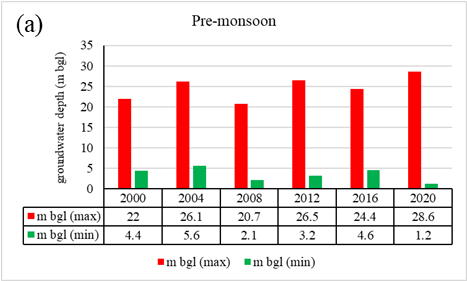 (a)
Pre-monsoon
groundwater depth (m bgl)
35
30
25
20
15
10
5
0
2000 2004 2008 2012 2016 2020
m bgl (max) 22 26.1 20.7 26.5 24.4 28.6
m bgl (min) 4.4 5.6 2.1 3.2 4.6 1.2
m bgl (max) m bgl (min)